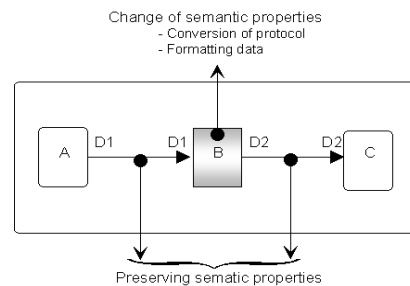 Change of semantic properties
- Conversion of protocol
- Formatting data
A D1 D1 B D2 D2 C
Preserving sematic properties